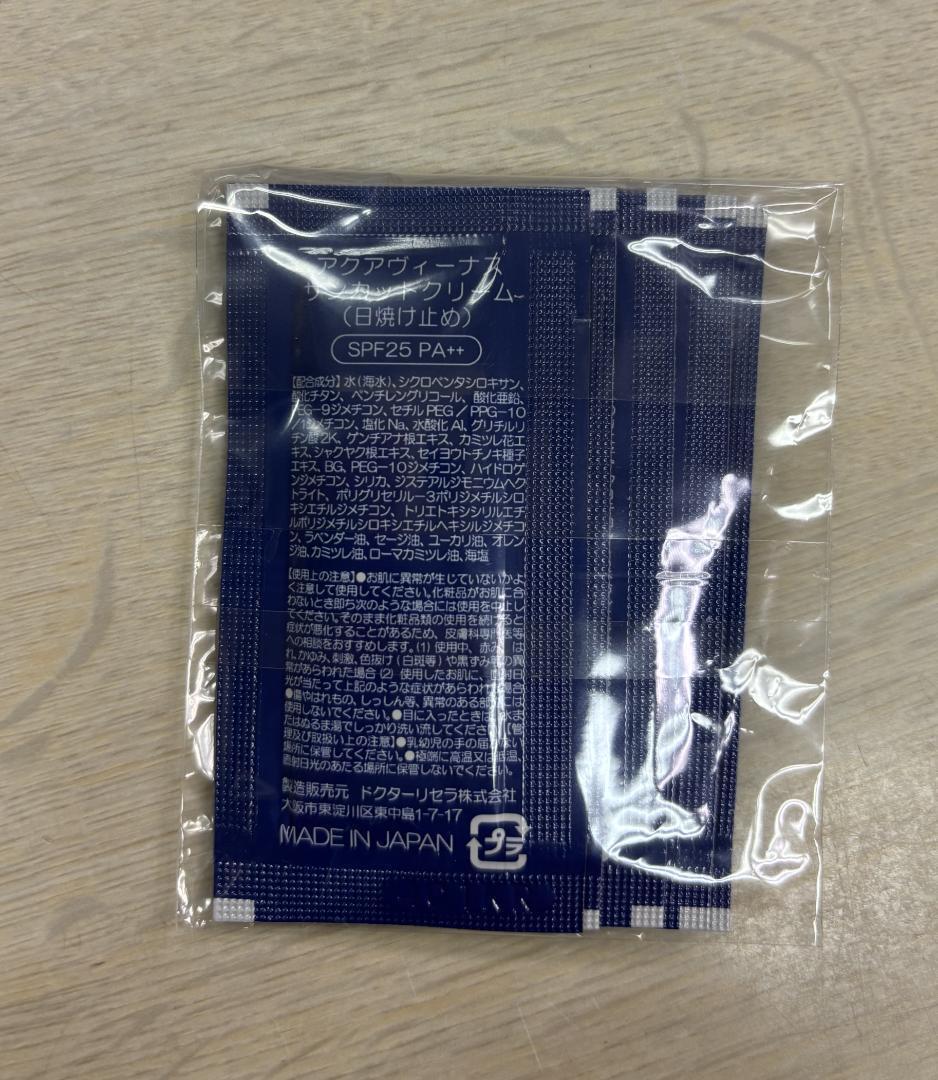 アクアヴィーナス
サンカットクリーム
(日焼け止め)
SPF25 PA++
【配合成分】水(海水)、シクロペンタシロキサン、
酸化チタン、ペンチレングリコール、酸化亜鉛、
PEG-9ジメチコン、セチルPEG/PPG-10
/1ジメチコン、塩化Na、水酸化Al、グリチルリ
チン酸2K、ゲンチアナ根エキス、カミツレ花エ
キス、シャクヤク根エキス、セイヨウトチノキ種子
エキス、BG、PEG-10ジメチコン、ハイドロゲ
ンジメチコン、シリカ、ジステアルジモニウムヘク
トライト、ポリグリセリル-3ポリジメチルシロ
キシエチルジメチコン、トリエトキシシリルエチ
ルポリジメチルシロキシエチルヘキシルジメチコ
ン、ラベンダー油、セージ油、ユーカリ油、オレン
ジ油、カミツレ油、ローマカミツレ油、海塩
【使用上の注意】●お肌に異常が生じていないかよ
く注意して使用してください。化粧品がお肌に合
わないとき即ち次のような場合には使用を中止し
てください。そのまま化粧品類の使用を続けると
症状が悪化することがあるため、皮膚科専門医等
への相談をおすすめします。(1)使用中、赤み、は
れ、かゆみ、刺激、色抜け(白斑等)や黒ずみ等の異
常があらわれた場合(2)使用したお肌に、直射日
光が当たって上記のような症状があらわれた場合
●傷やはれもの、しっしん等、異常のある部位には
使用しないでください。●目に入ったときは、水ま
たはぬるま湯でしっかり洗い流してください。【管
理及び取扱い上の注意】●乳幼児の手の届かない
場所に保管してください。●極端に高温又は低温、
直射日光のあたる場所に保管しないでください。
製造販売元 ドクターリセラ株式会社
大阪市東淀川区東中島1-7-17
MADE IN JAPAN
プラ